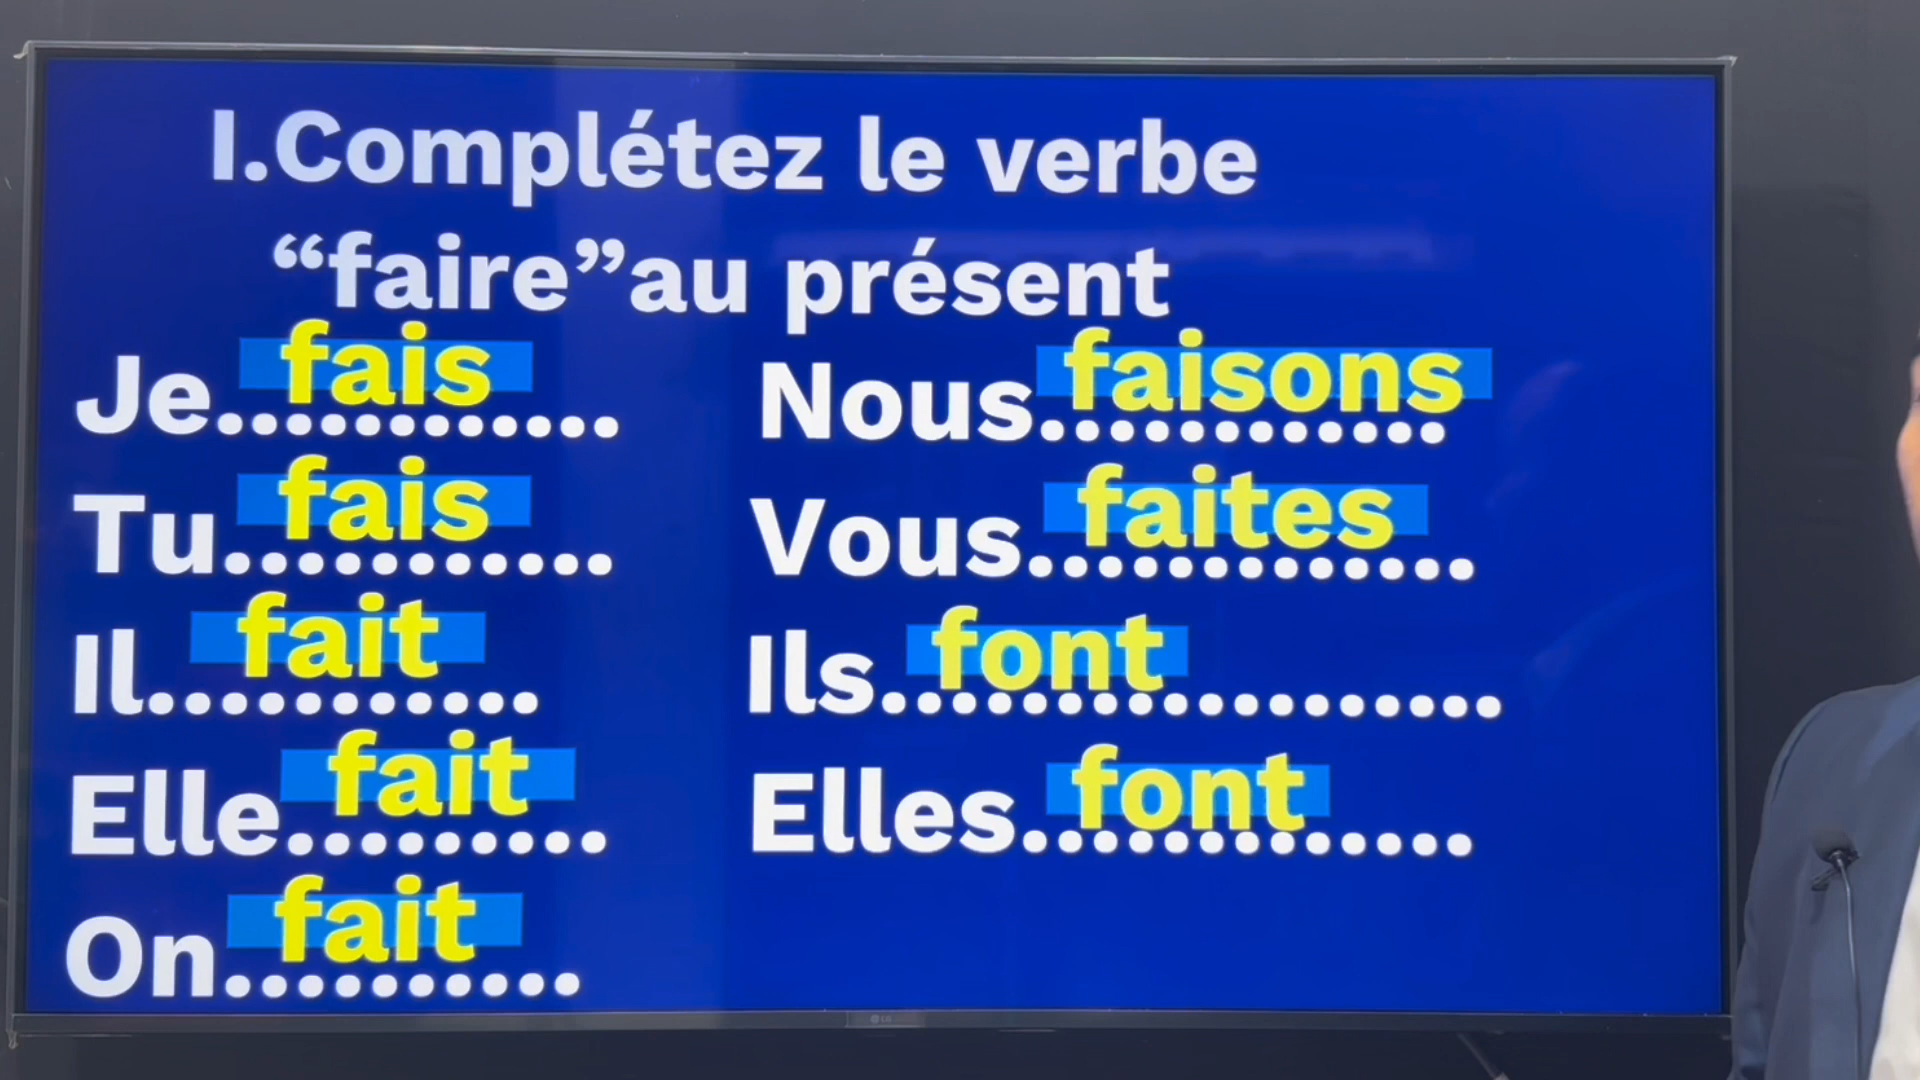 I.Complétez le verbe
“faire”au présent
Je............ fais
Tu........... fais
Il........... fait
Elle......... fait
On.......... fait
Nous............ faisons
Vous............. faites
Ils.................. font
Elles............. font
LG